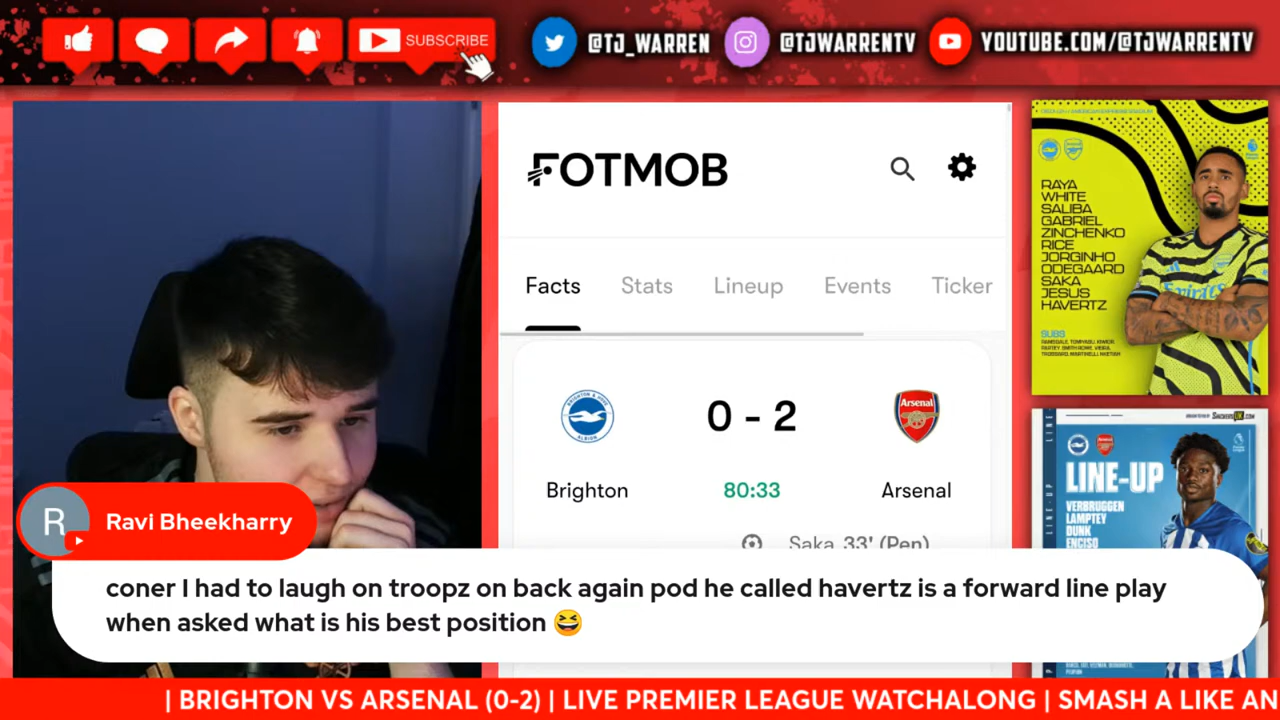 SUBSCRIBE
@TJ_WARREN
@TJWARRENTV
YOUTUBE.COM/@TJWARRENTV
FOTMOB
Facts Stats Lineup Events Ticker
0 - 2
Arsenal
Brighton 80:33 Arsenal
Saka 33' (Pen)
RAYA
WHITE
SALIBA
GABRIEL
ZINCHENKO
RICE
JORGINHO
ODEGAARD
SAKA
JESUS
HAVERTZ
SUBS
LINE-UP
VERBRUGGEN
LAMPTEY
DUNK
ENCISO
R Ravi Bheekharry
coner I had to laugh on troopz on back again pod he called havertz is a forward line play
when asked what is his best position 😆
| BRIGHTON VS ARSENAL (0-2) | LIVE PREMIER LEAGUE WATCHALONG | SMASH A LIKE AN